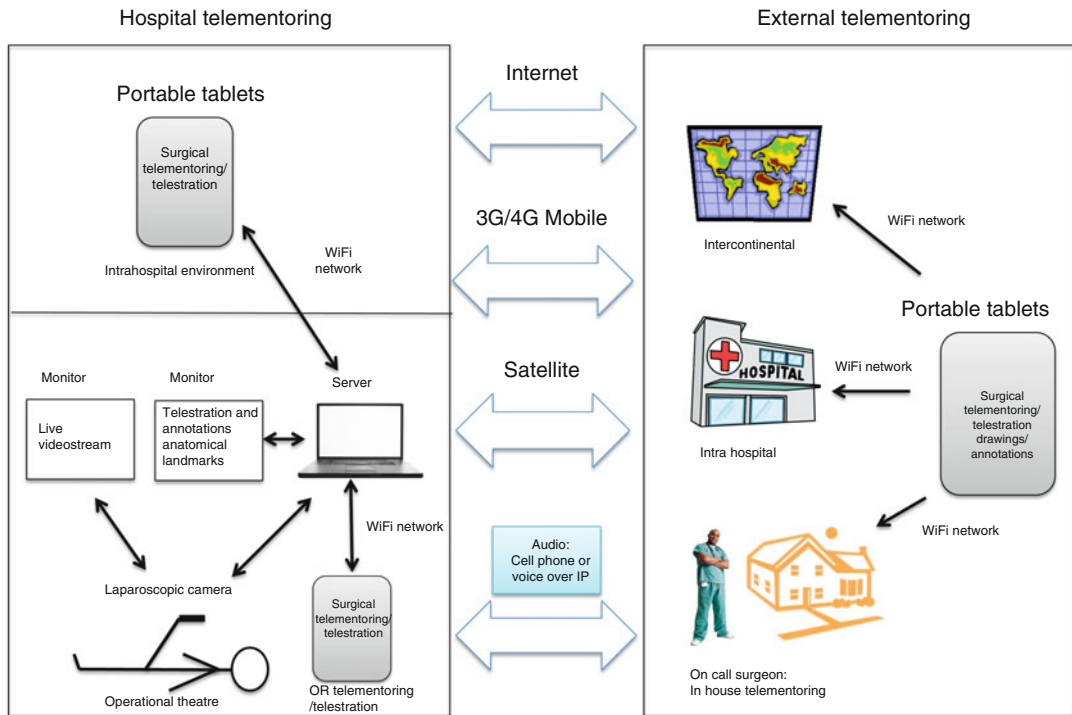 Hospital telementoring
External telementoring
Portable tablets
Surgical
telementoring/
telestration
Intrahospital environment
WiFi
network
Monitor
Monitor
Server
Live
videostream
Telestration and
annotations
anatomical
landmarks
WiFi network
Laparoscopic camera
Surgical
telementoring/
telestration
Operational theatre
OR telementoring
/telestration
Internet
3G/4G Mobile
Satellite
Audio:
Cell phone or
voice over IP
Intercontinental
WiFi network
Portable tablets
HOSPITAL
WiFi network
Intra hospital
Surgical
telementoring/
telestration
drawings/
annotations
WiFi network
On call surgeon:
In house telementoring